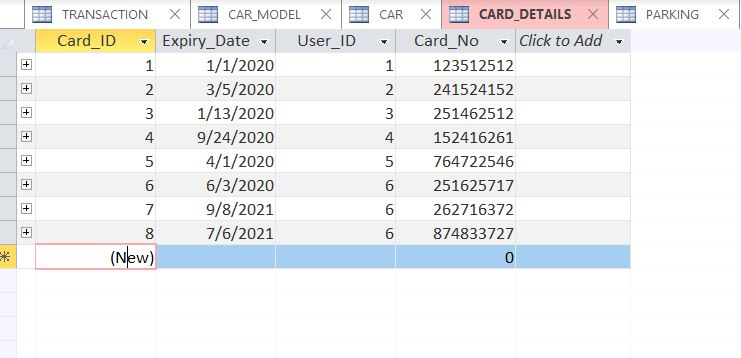 TRANSACTION CAR_MODEL CAR CARD_DETAILS PARKING
Card_ID Expiry_Date User_ID Card_No Click to Add
1 1/1/2020 1 123512512
2 3/5/2020 2 241524152
3 1/13/2020 3 251462512
4 9/24/2020 4 152416261
5 4/1/2020 5 764722546
6 6/3/2020 6 251625717
7 9/8/2021 6 262716372
8 7/6/2021 6 874833727
(New) 0